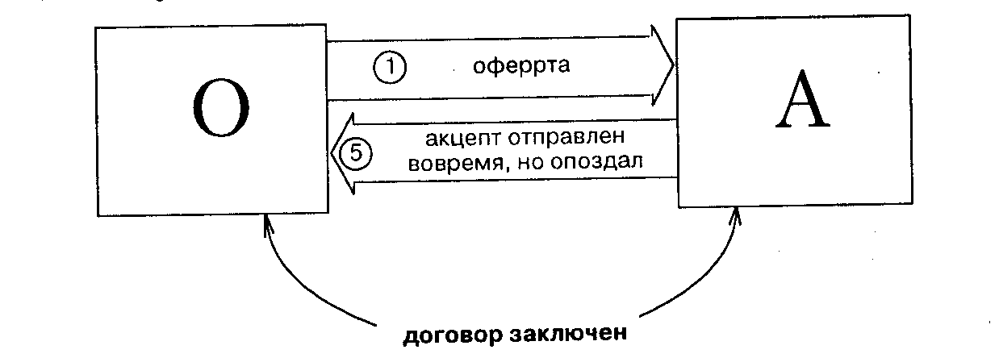 О
① оферрта
А
⑤ акцепт отправлен
вовремя, но опоздал
договор заключен